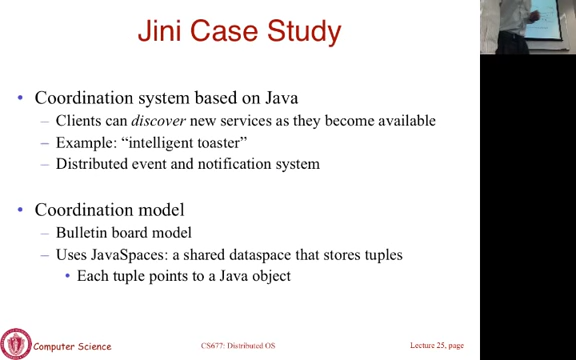 Jini Case Study
• Coordination system based on Java
– Clients can discover new services as they become available
– Example: “intelligent toaster”
– Distributed event and notification system
• Coordination model
– Bulletin board model
– Uses JavaSpaces: a shared dataspace that stores tuples
• Each tuple points to a Java object
Computer Science
CS677: Distributed OS
Lecture 25, page